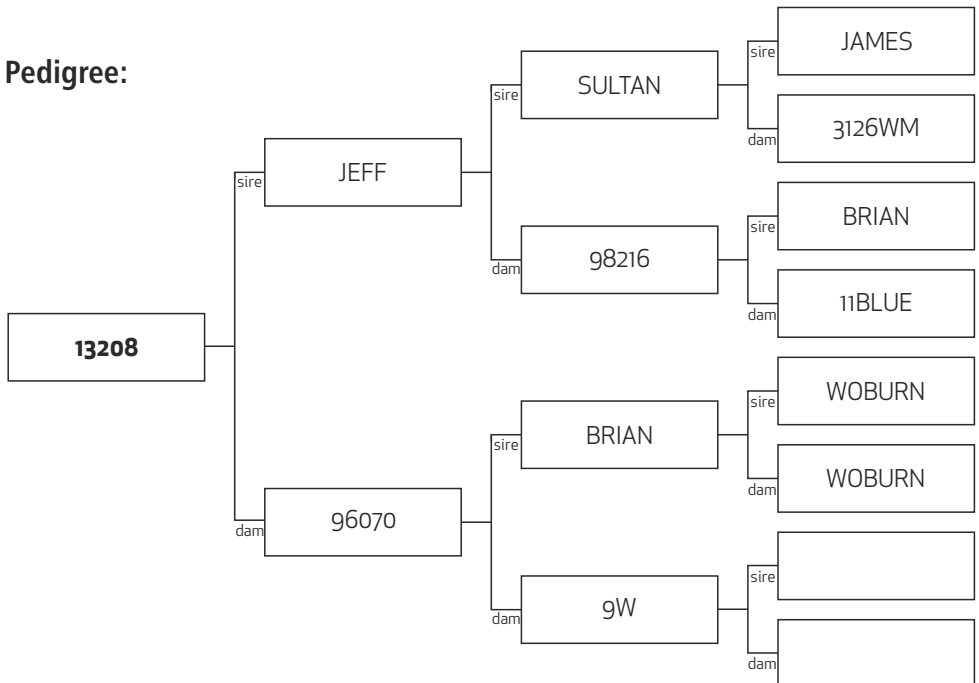 Pedigree:
13208
sire
JEFF
dam
96070
sire
SULTAN
dam
98216
sire
BRIAN
dam
9W
sire
JAMES
dam
3126WM
sire
BRIAN
dam
11BLUE
sire
WOBURN
dam
WOBURN
sire
dam